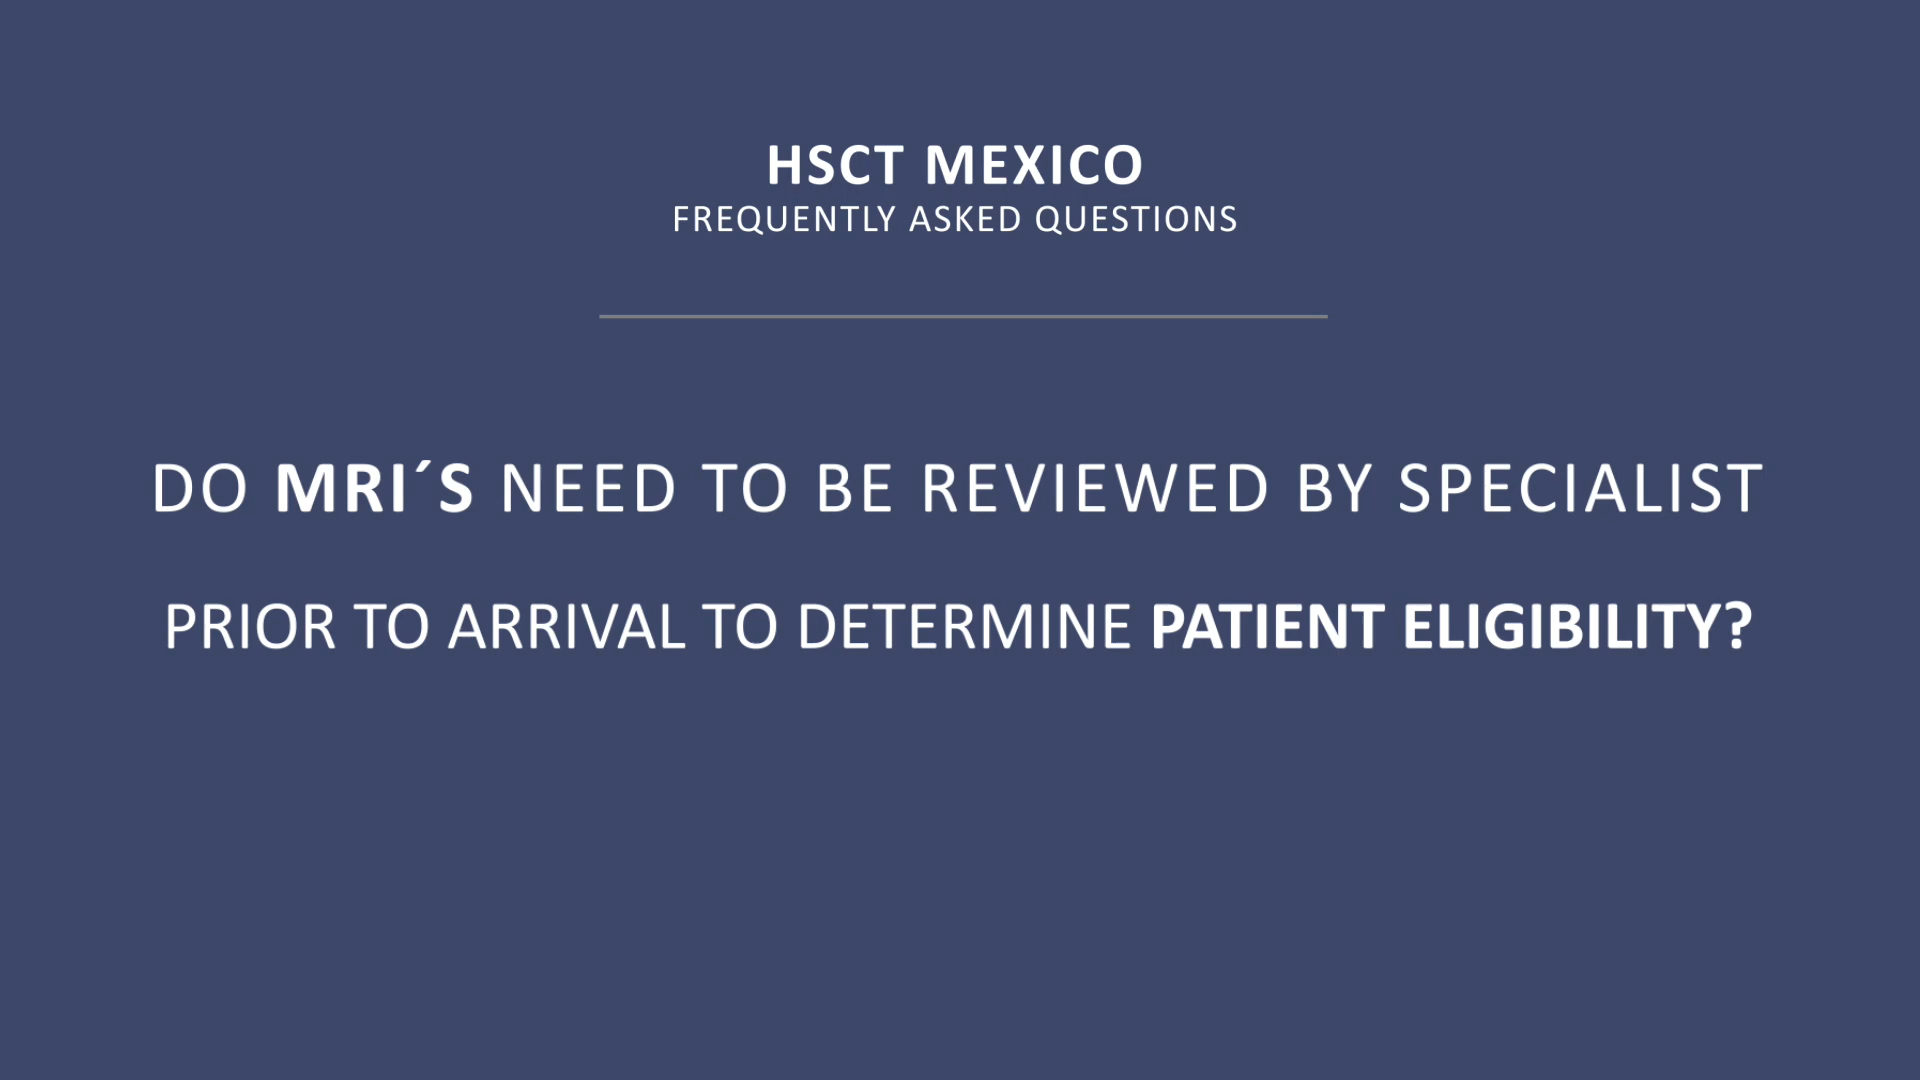 HSCT MEXICO
FREQUENTLY ASKED QUESTIONS
DO MRI´S NEED TO BE REVIEWED BY SPECIALIST
PRIOR TO ARRIVAL TO DETERMINE PATIENT ELIGIBILITY?